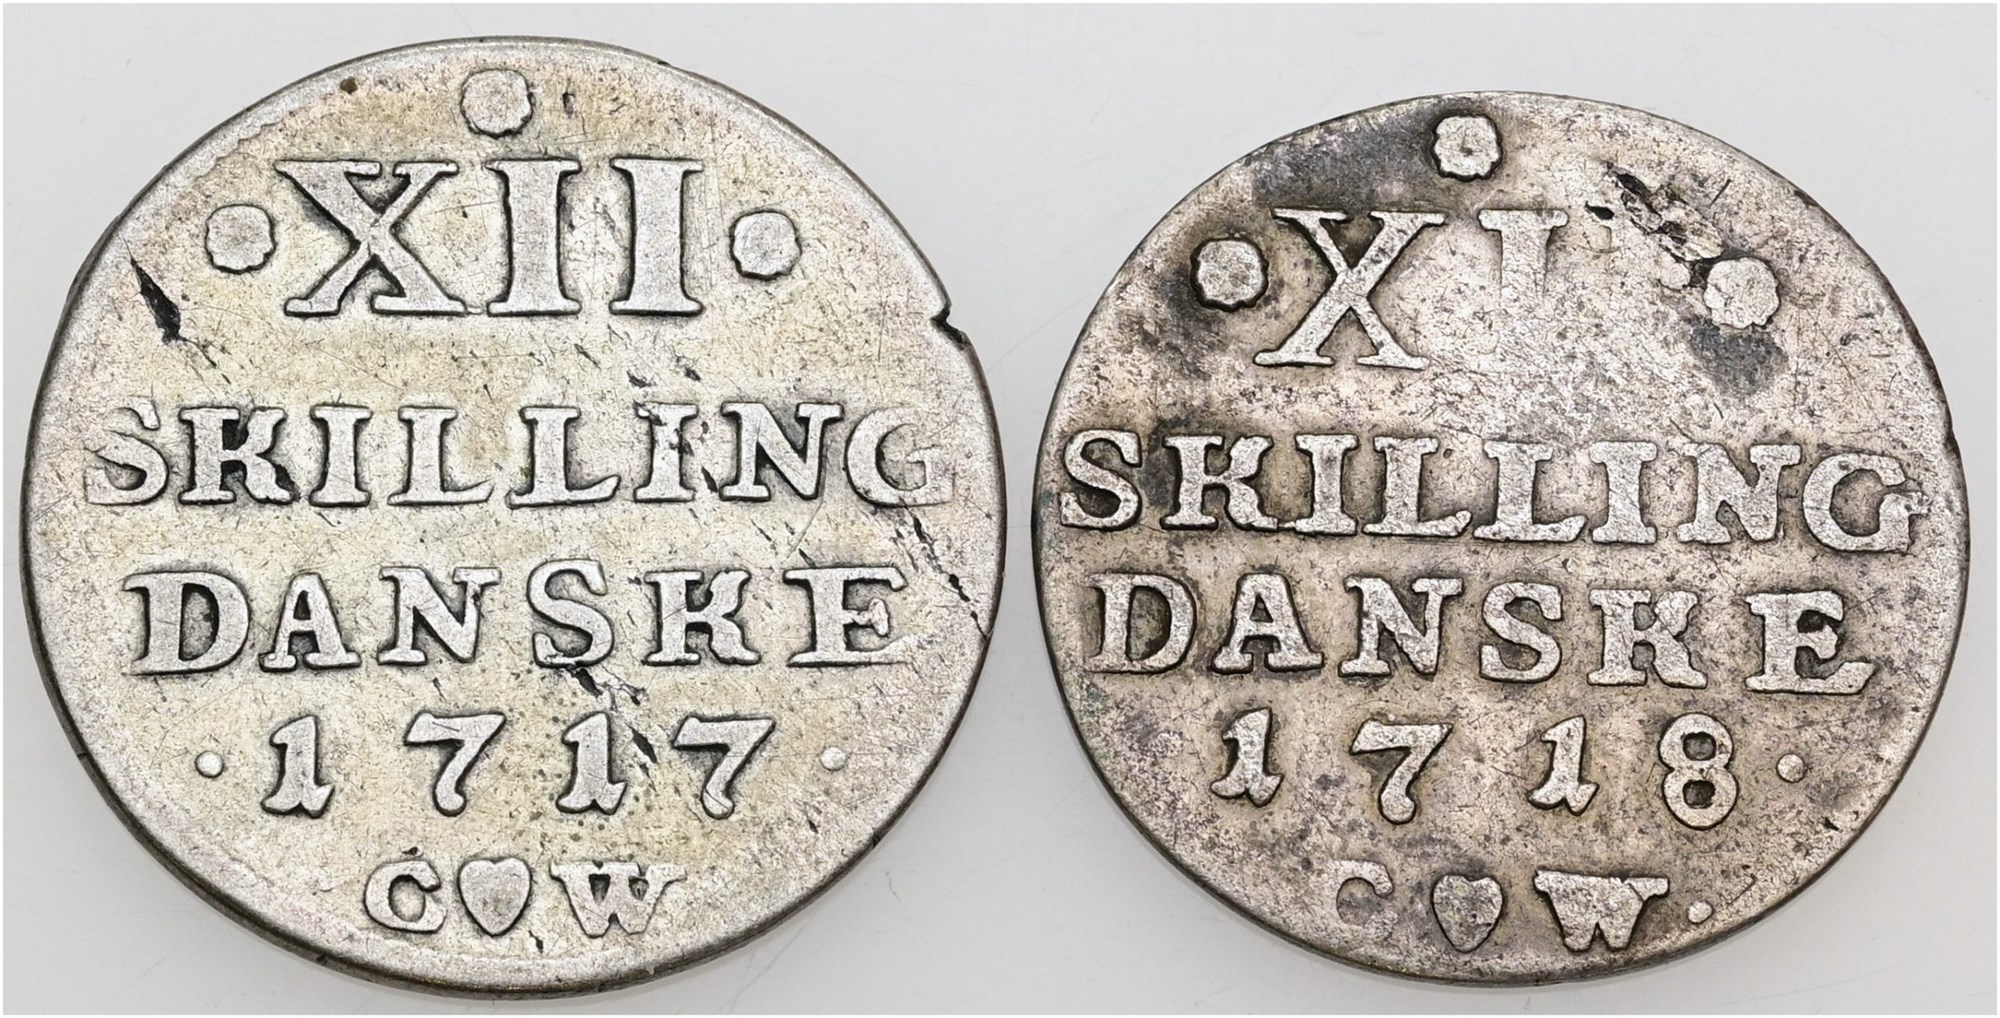 XII
SKILLING
DANSKE
1717
C W
XI
SKILLING
DANSKE
1718
C W